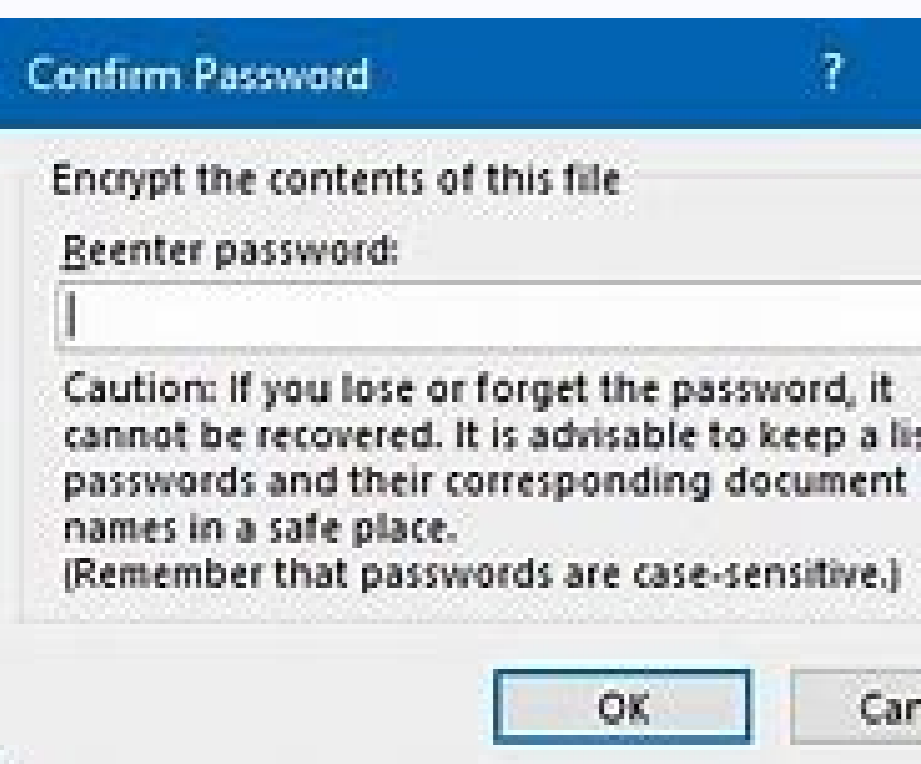 Confirm Password ?
Encrypt the contents of this file
Reenter password:
Caution: If you lose or forget the password, it
cannot be recovered. It is advisable to keep a lis
passwords and their corresponding document
names in a safe place.
(Remember that passwords are case-sensitive.)
OK Can